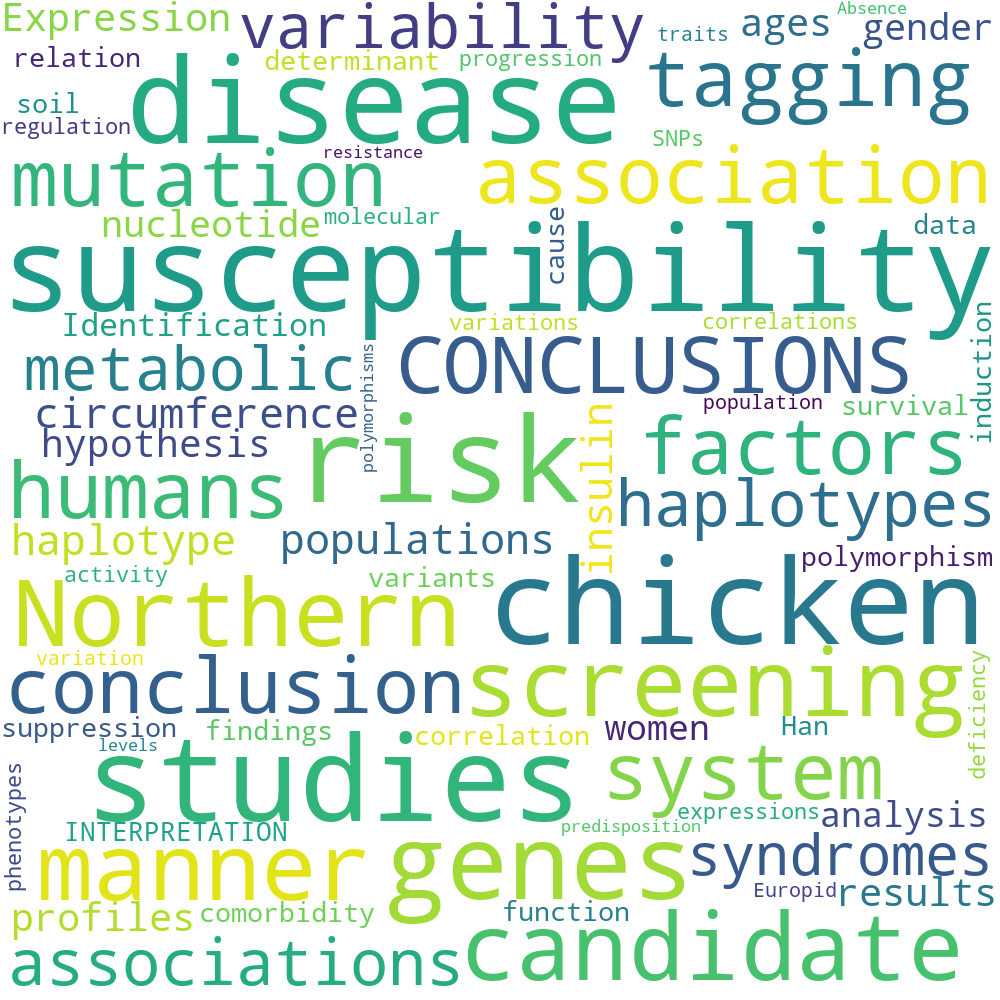 Expression
variability
Absence
traits
ages
gender
relation
determinant
progression
disease
tagging
soil
regulation
SNPs
resistance
mutation
association
nucleotide
molecular
cause
data
susceptibility
Identification
variations
correlations
induction
metabolic
polymorphisms
CONCLUSIONS
circumference
population
survival
hypothesis
risk
insulin
factors
humans
haplotypes
haplotype
populations
polymorphism
activity
variants
Northern
chicken
variation
conclusion
screening
deficiency
suppression
findings
correlation
women
Han
levels
studies
system
phenotypes
INTERPRETATION
predisposition
expressions
analysis
manner
genes
syndromes
Europid
results
profiles
comorbidity
function
associations
candidate